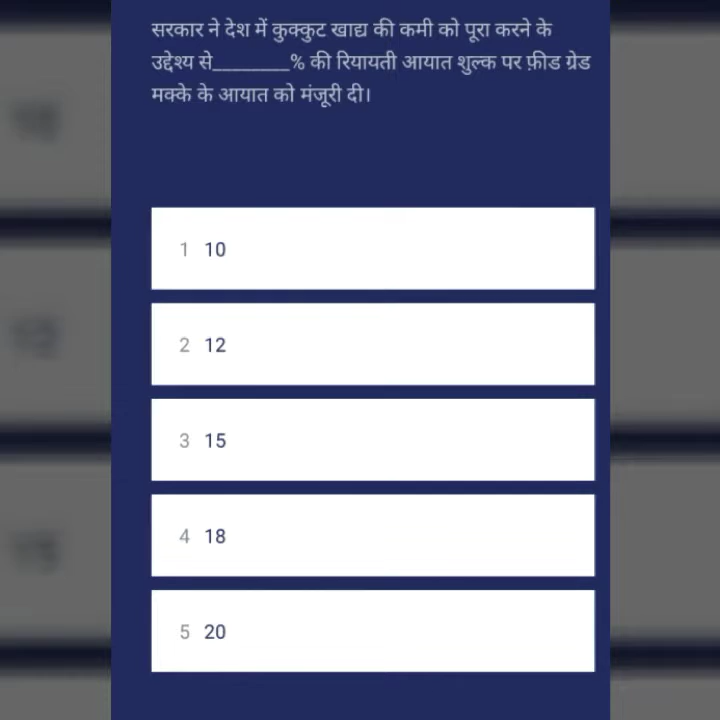 सरकार ने देश में कुक्कुट खाद्य की कमी को पूरा करने के
उद्देश्य से________% की रियायती आयात शुल्क पर फ़ीड ग्रेड
मक्के के आयात को मंजूरी दी।
1 10
2 12
3 15
4 18
5 20